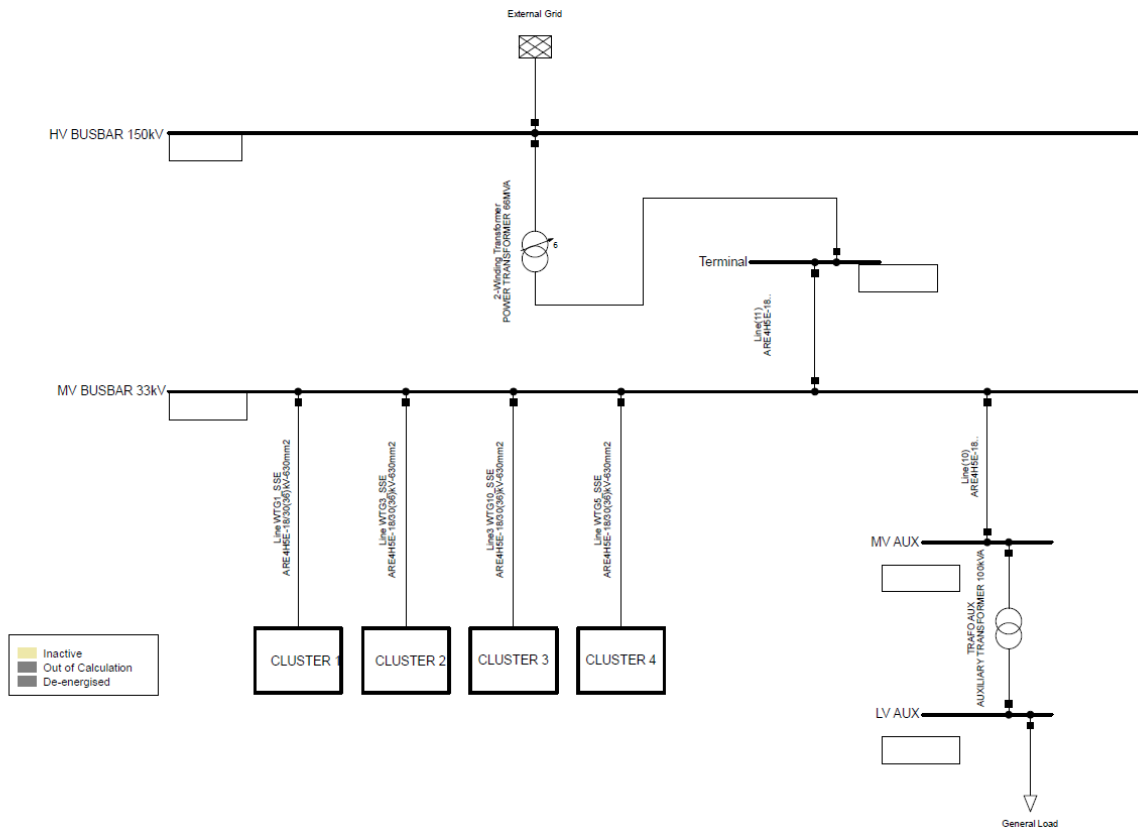 External Grid
HV BUSBAR 150kV
2-Winding Transformer
POWER TRANSFORMER 66MVA
6
Terminal
Line(11)
ARE4H5E-18..
MV BUSBAR 33kV
Line WTG1_SSE
ARE4H5E-18/30(36)kV-630mm2
Line WTG3_SSE
ARE4H5E-18/30(36)kV-630mm2
Line3 WTG10_SSE
ARE4H5E-18/30(36)kV-630mm2
Line WTG5_SSE
ARE4H5E-18/30(36)kV-630mm2
Line(10)
ARE4H5E-18..
MV AUX
TRAFO AUX
AUXILIARY TRANSFORMER 100kVA
CLUSTER 1
CLUSTER 2
CLUSTER 3
CLUSTER 4
Inactive
Out of Calculation
De-energised
LV AUX
General Load